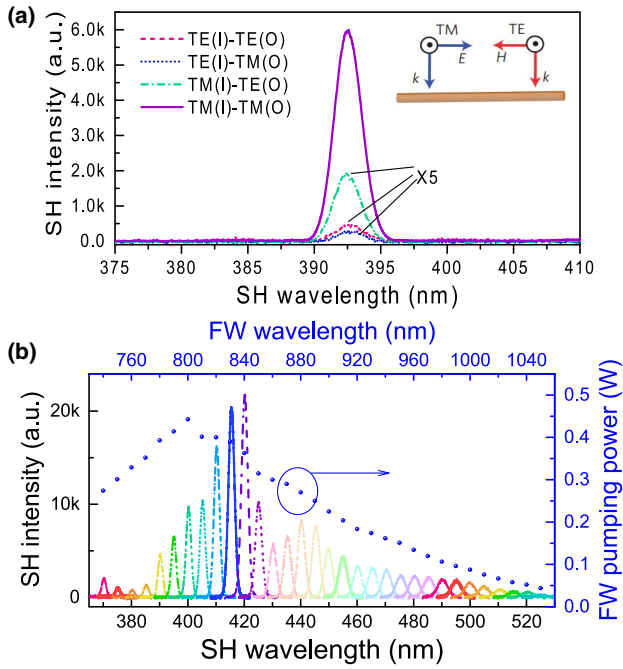 (a)
TE(I)-TE(O)
TE(I)-TM(O)
TM(I)-TE(O)
TM(I)-TM(O)
TM
E
k
TE
H
k
X5
SH intensity (a.u.)
6.0k
5.0k
4.0k
3.0k
2.0k
1.0k
0.0
375 380 385 390 395 400 405 410
SH wavelength (nm)
FW wavelength (nm)
(b)
760 800 840 880 920 960 1000 1040
SH intensity (a.u.)
20k
10k
0
0.5
0.4
0.3
0.2
0.1
0.0
FW pumping power (W)
380 400 420 440 460 480 500 520
SH wavelength (nm)